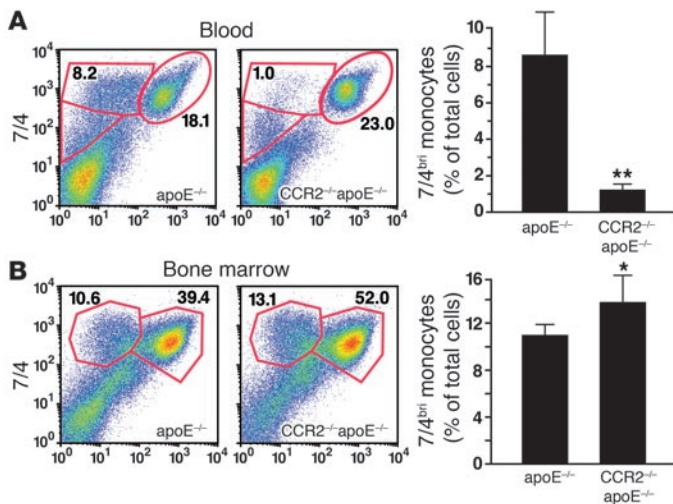 A
Blood
7/4
10⁴
10³
10²
10¹
10⁰
8.2
18.1
apoE⁻/⁻
10⁰ 10¹ 10² 10³ 10⁴
1.0
23.0
CCR2⁻/⁻apoE⁻/⁻
10⁰ 10¹ 10² 10³ 10⁴
7/4ᵇʳⁱ monocytes
(% of total cells)
10
8
6
4
2
0
**
apoE⁻/⁻ CCR2⁻/⁻
apoE⁻/⁻
B
Bone marrow
7/4
10⁴
10³
10²
10¹
10⁰
10.6
39.4
apoE⁻/⁻
10⁰ 10¹ 10² 10³ 10⁴
13.1
52.0
CCR2⁻/⁻apoE⁻/⁻
10⁰ 10¹ 10² 10³ 10⁴
7/4ᵇʳⁱ monocytes
(% of total cells)
16
12
8
4
0
*
apoE⁻/⁻ CCR2⁻/⁻
apoE⁻/⁻